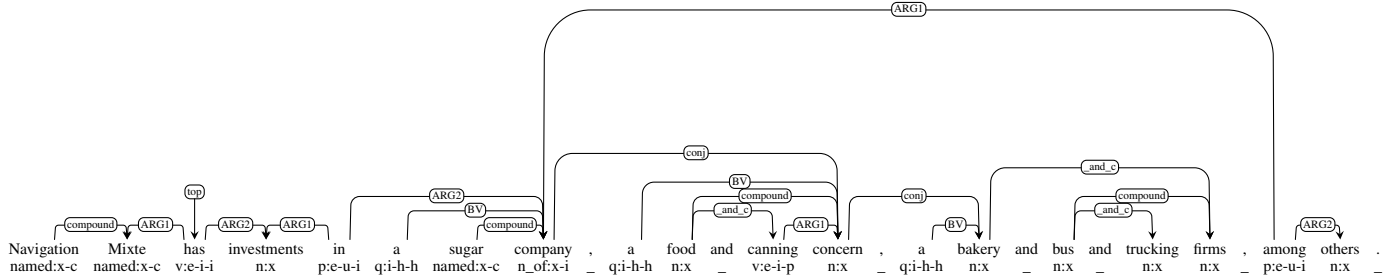 ARG1
conj
_and_c
BV
top
ARG2 compound compound conj
BV _and_c _and_c
compound ARG1 ARG2 ARG1 compound ARG1 BV ARG2
Navigation Mixte has investments in a sugar company , a food and canning concern , a bakery and bus and trucking firms , among others .
named:x-c named:x-c v:e-i-i n:x p:e-u-i q:i-h-h named:x-c n_of:x-i _ q:i-h-h n:x _ v:e-i-p n:x _ q:i-h-h n:x _ n:x _ n:x n:x _ p:e-u-i n:x _